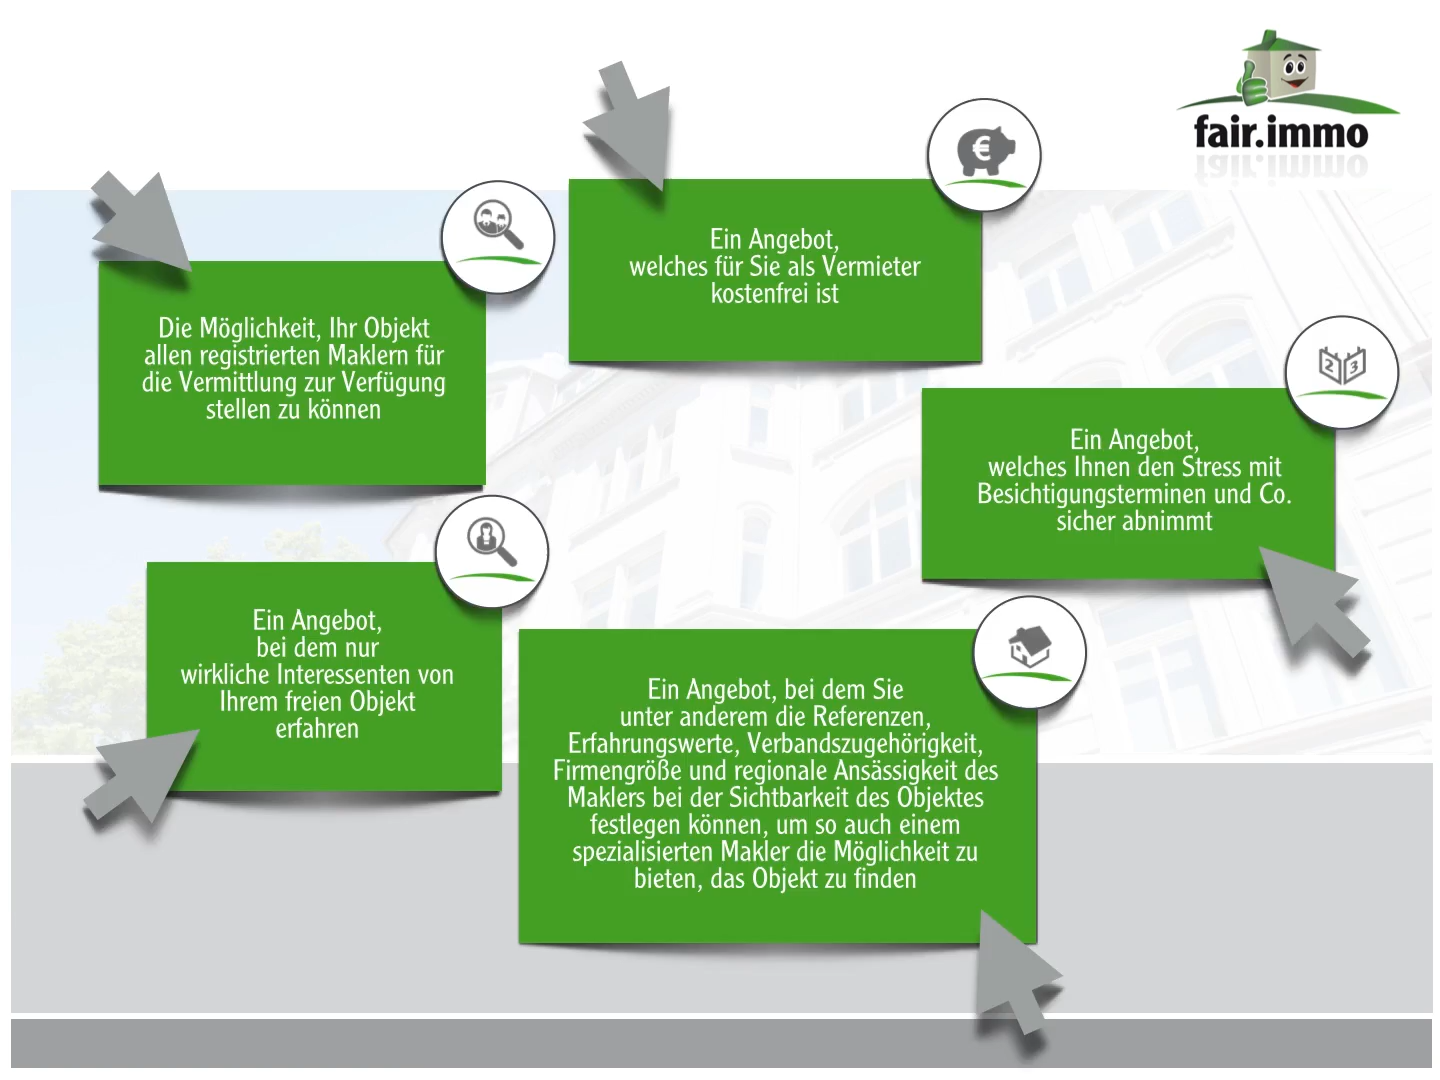 fair.immo
Ein Angebot,
welches für Sie als Vermieter
kostenfrei ist
Die Möglichkeit, Ihr Objekt
allen registrierten Maklern für
die Vermittlung zur Verfügung
stellen zu können
Ein Angebot,
welches Ihnen den Stress mit
Besichtigungsterminen und Co.
sicher abnimmt
Ein Angebot,
bei dem nur
wirkliche Interessenten von
Ihrem freien Objekt
erfahren
Ein Angebot, bei dem Sie
unter anderem die Referenzen,
Erfahrungswerte, Verbandszugehörigkeit,
Firmengröße und regionale Ansässigkeit des
Maklers bei der Sichtbarkeit des Objektes
festlegen können, um so auch einem
spezialisierten Makler die Möglichkeit zu
bieten, das Objekt zu finden
€
2 3